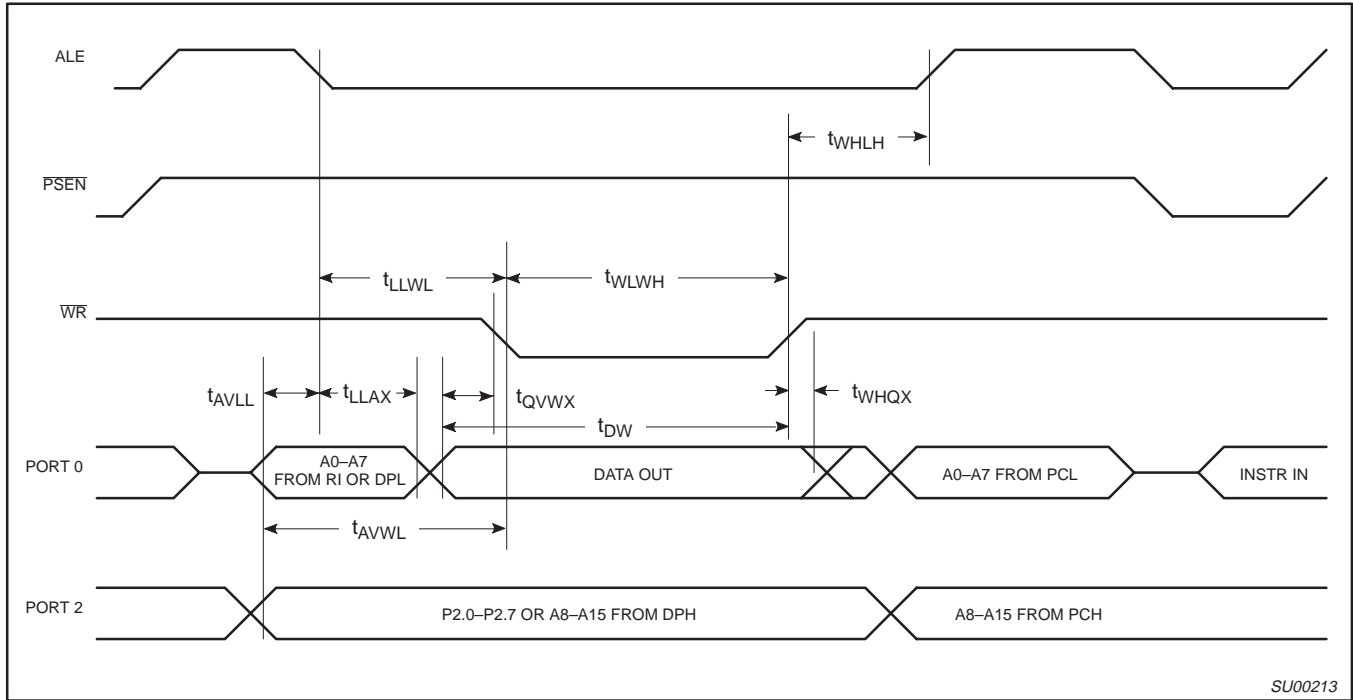 ALE
tWHLH
PSEN
tLLWL
tWLWH
WR
tAVLL
tLLAX
tQVWX
tWHQX
tDW
PORT 0
A0–A7
FROM RI OR DPL
DATA OUT
A0–A7 FROM PCL
INSTR IN
tAVWL
PORT 2
P2.0–P2.7 OR A8–A15 FROM DPH
A8–A15 FROM PCH
SU00213